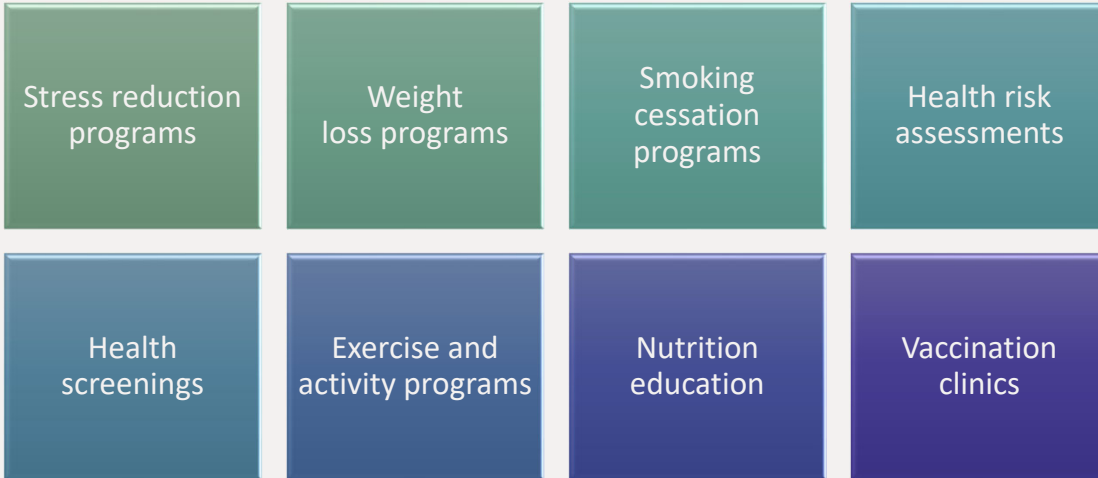 Stress reduction
programs
Weight
loss programs
Smoking
cessation
programs
Health risk
assessments
Health
screenings
Exercise and
activity programs
Nutrition
education
Vaccination
clinics